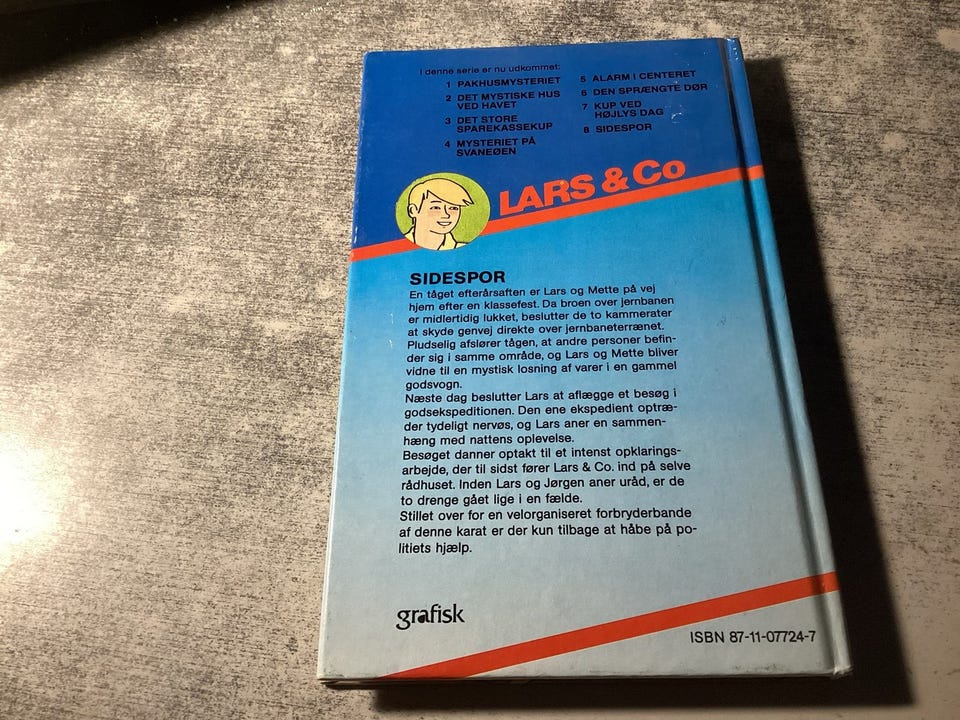 I denne serie er nu udkommet:
1 PAKHUSMYSTERIET
2 DET MYSTISKE HUS
VED HAVET
3 DET STORE
SPAREKASSEKUP
4 MYSTERIET PÅ
SVANEØEN
5 ALARM I CENTERET
6 DEN SPRÆNGTE DØR
7 KUP VED
HØJLYS DAG
8 SIDESPOR
LARS & Co
SIDESPOR
En tåget efterårsaften er Lars og Mette på vej
hjem efter en klassefest. Da broen over jernbanen
er midlertidig lukket, beslutter de to kammerater
at skyde genvej direkte over jernbaneterrænet.
Pludselig afslører tågen, at andre personer befin-
der sig i samme område, og Lars og Mette bliver
vidne til en mystisk losning af varer i en gammel
godsvogn.
Næste dag beslutter Lars at aflægge et besøg i
godsekspeditionen. Den ene ekspedient optræ-
der tydeligt nervøs, og Lars aner en sammen-
hæng med nattens oplevelse.
Besøget danner optakt til et intenst opklarings-
arbejde, der til sidst fører Lars & Co. ind på selve
rådhuset. Inden Lars og Jørgen aner uråd, er de
to drenge gået lige i en fælde.
Stillet over for en velorganiseret forbryderbande
af denne karat er der kun tilbage at håbe på po-
litiets hjælp.
grafisk
ISBN 87-11-07724-7